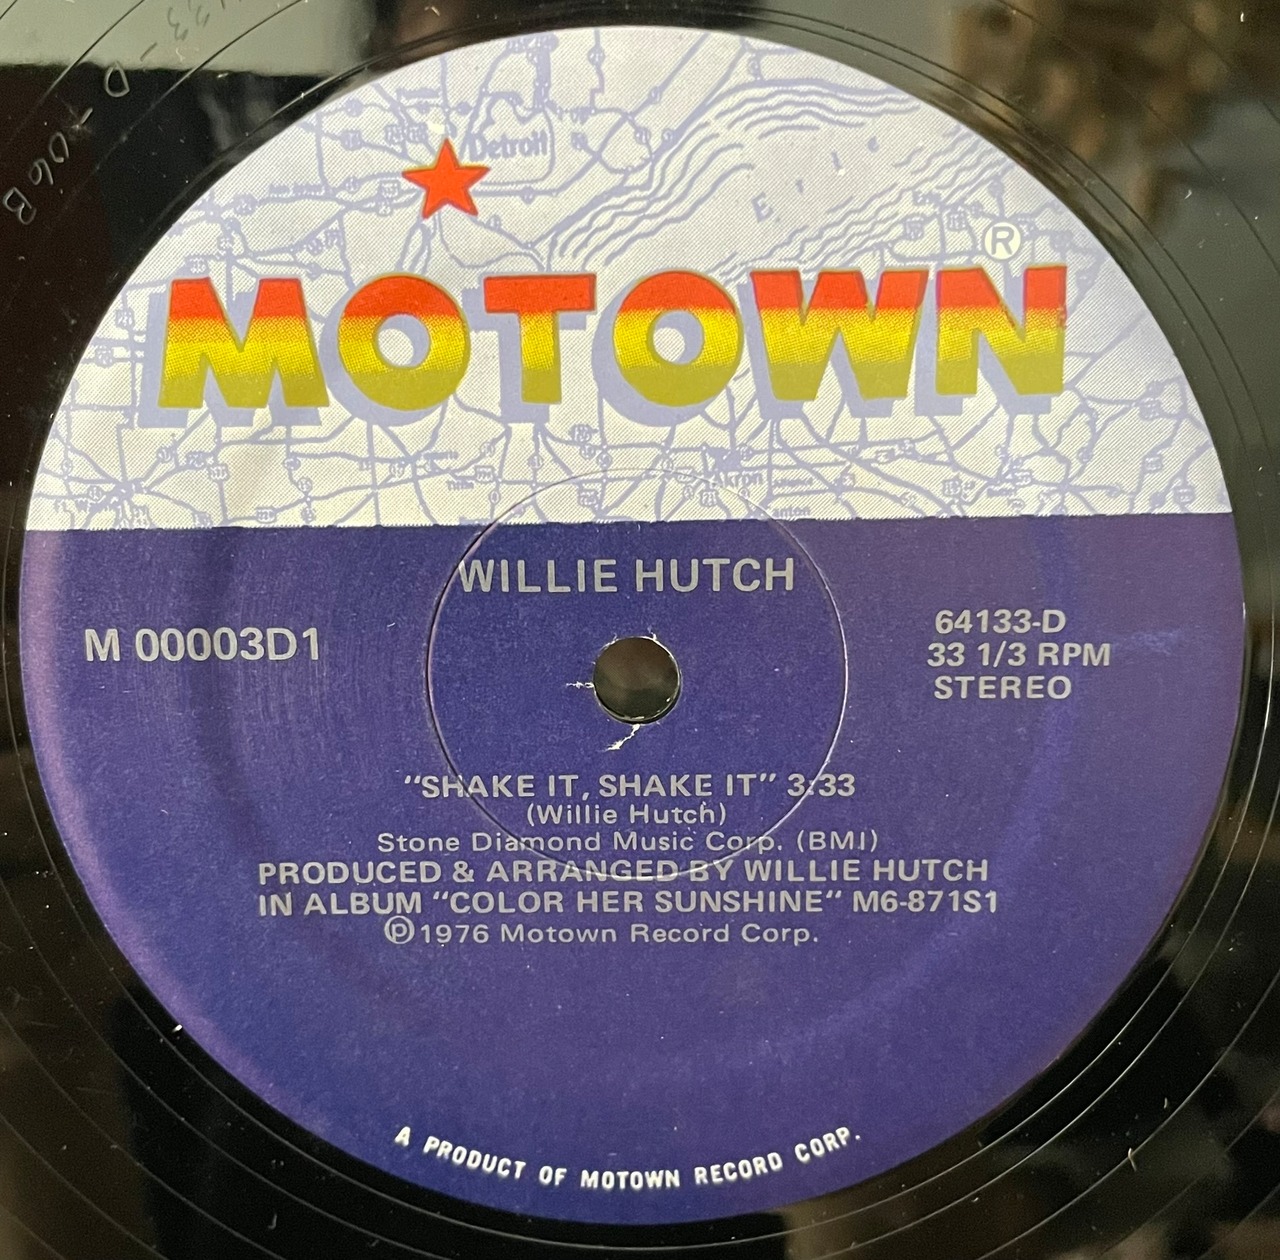 Detroit
Erie
®
MOTOWN
Akron
WILLIE HUTCH
M 00003D1
64133-D
33 1/3 RPM
STEREO
"SHAKE IT, SHAKE IT" 3:33
(Willie Hutch)
Stone Diamond Music Corp. (BMI)
PRODUCED & ARRANGED BY WILLIE HUTCH
IN ALBUM "COLOR HER SUNSHINE" M6-871S1
℗1976 Motown Record Corp.
A PRODUCT OF MOTOWN RECORD CORP.